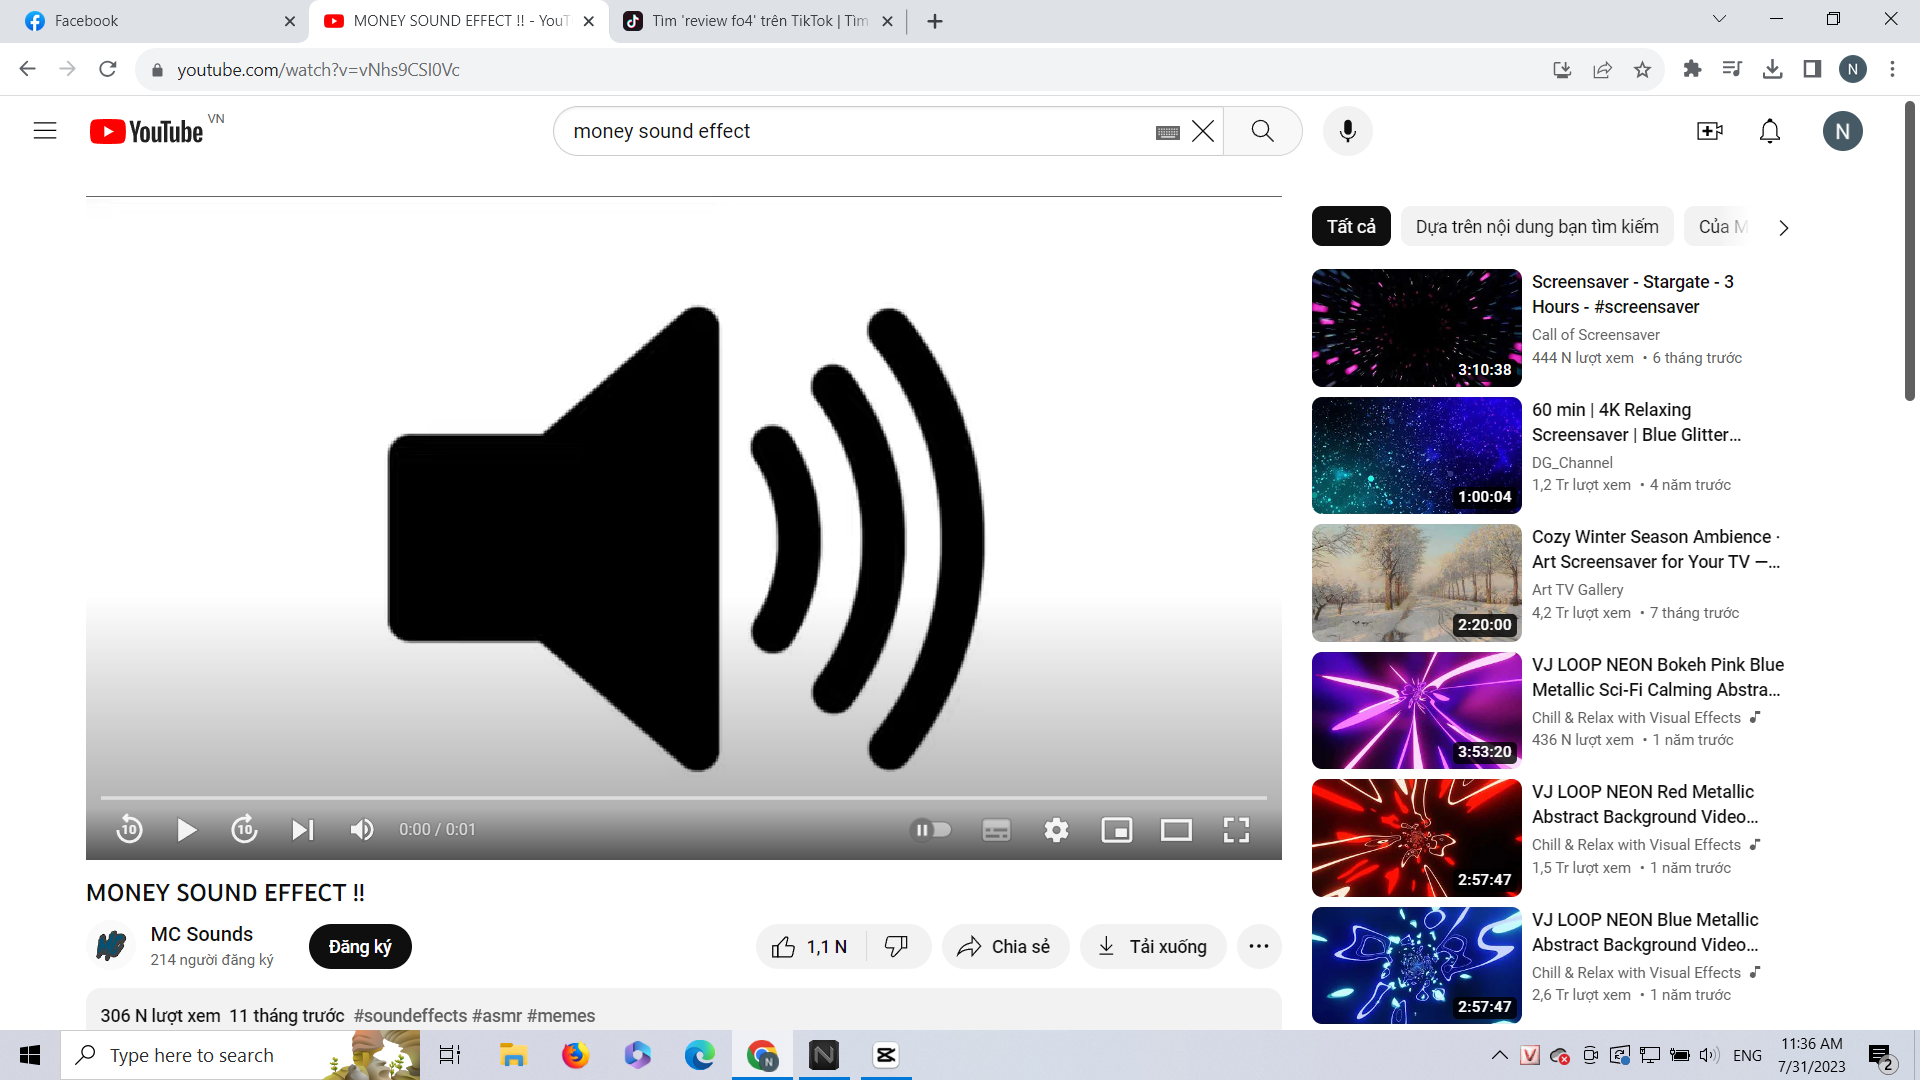 Facebook
MONEY SOUND EFFECT !! - YouT
Tìm 'review fo4' trên TikTok | Tìm
youtube.com/watch?v=vNhs9CSI0Vc
N
YouTube VN
money sound effect
N
Tất cả
Dựa trên nội dung bạn tìm kiếm
Của M
Screensaver - Stargate - 3
Hours - #screensaver
Call of Screensaver
444 N lượt xem • 6 tháng trước
3:10:38
60 min | 4K Relaxing
Screensaver | Blue Glitter...
DG_Channel
1,2 Tr lượt xem • 4 năm trước
1:00:04
Cozy Winter Season Ambience ·
Art Screensaver for Your TV —...
Art TV Gallery
4,2 Tr lượt xem • 7 tháng trước
2:20:00
VJ LOOP NEON Bokeh Pink Blue
Metallic Sci-Fi Calming Abstra...
Chill & Relax with Visual Effects
436 N lượt xem • 1 năm trước
3:53:20
VJ LOOP NEON Red Metallic
Abstract Background Video...
Chill & Relax with Visual Effects
1,5 Tr lượt xem • 1 năm trước
2:57:47
VJ LOOP NEON Blue Metallic
Abstract Background Video...
Chill & Relax with Visual Effects
2,6 Tr lượt xem • 1 năm trước
2:57:47
10
10
0:00 / 0:01
MONEY SOUND EFFECT !!
MC Sounds
214 người đăng ký
Đăng ký
1,1 N
Chia sẻ
Tải xuống
306 N lượt xem 11 tháng trước #soundeffects #asmr #memes
Type here to search
ENG
11:36 AM
7/31/2023
2